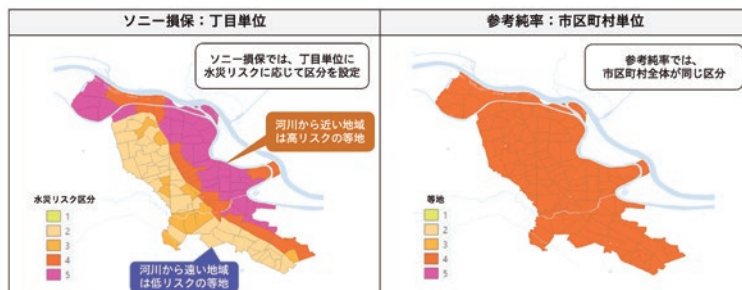 ソニー損保：丁目単位
参考純率：市区町村単位
ソニー損保では、丁目単位に
水災リスクに応じて区分を設定
河川から近い地域
は高リスクの等地
水災リスク区分
1
2
3
4
5
河川から遠い地域
は低リスクの等地
参考純率では、
市区町村全体が同じ区分
等地
1
2
3
4
5